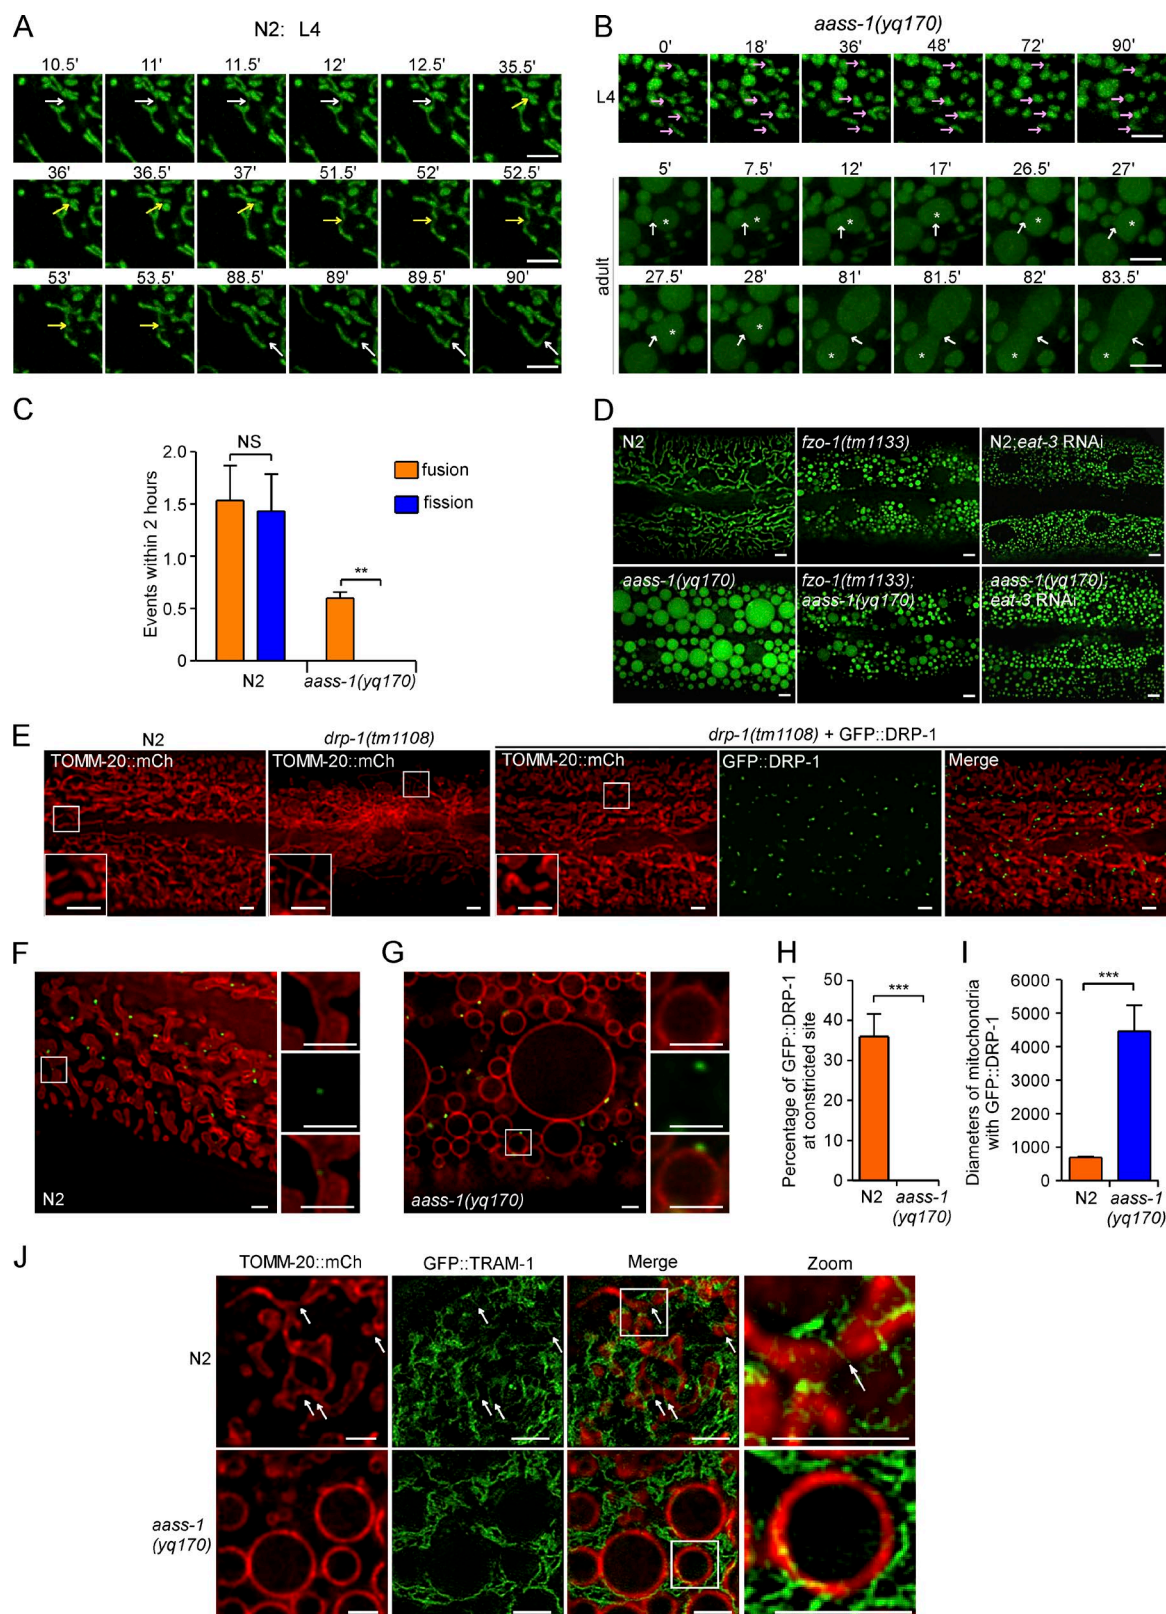 A
N2: L4
10.5' 11' 11.5' 12' 12.5' 35.5'
36' 36.5' 37' 51.5' 52' 52.5'
53' 53.5' 88.5' 89' 89.5' 90'
B
aass-1(yq170)
0' 18' 36' 48' 72' 90'
L4
5' 7.5' 12' 17' 26.5' 27'
* * * * * *
adult
27.5' 28' 81' 81.5' 82' 83.5'
* * * * * *
C
NS
2.0
1.5
1.0
0.5
0
Events within 2 hours
fusion
fission
**
N2 aass-1(yq170)
D
N2 fzo-1(tm1133) N2;eat-3 RNAi
aass-1(yq170) fzo-1(tm1133); aass-1(yq170);
aass-1(yq170) eat-3 RNAi
E
N2 drp-1(tm1108) drp-1(tm1108) + GFP::DRP-1
TOMM-20::mCh TOMM-20::mCh TOMM-20::mCh GFP::DRP-1 Merge
F
N2
G
aass-1(yq170)
H
50
40
30
20
10
0
Percentage of GFP::DRP-1
at constricted site
***
N2 aass-1
(yq170)
I
6000
5000
4000
3000
2000
1000
0
Diameters of mitochondria
with GFP::DRP-1
***
N2 aass-1
(yq170)
J
TOMM-20::mCh GFP::TRAM-1 Merge Zoom
N2
aass-1
(yq170)